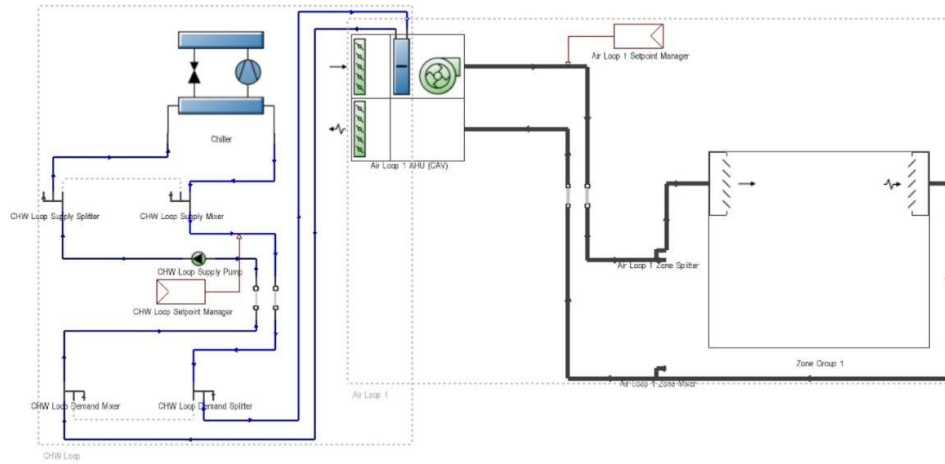 Air Loop 1 Setpoint Manager
Chiller
Air Loop 1 AHU (CAV)
CHW Loop Supply Splitter
CHW Loop Supply Mixer
CHW Loop Supply Pump
Air Loop 1 Zone Splitter
CHW Loop Setpoint Manager
Zone Group 1
Air Loop 1 Zone Mixer
Air Loop 1
CHW Loop Demand Mixer
CHW Loop Demand Splitter
CHW Loop